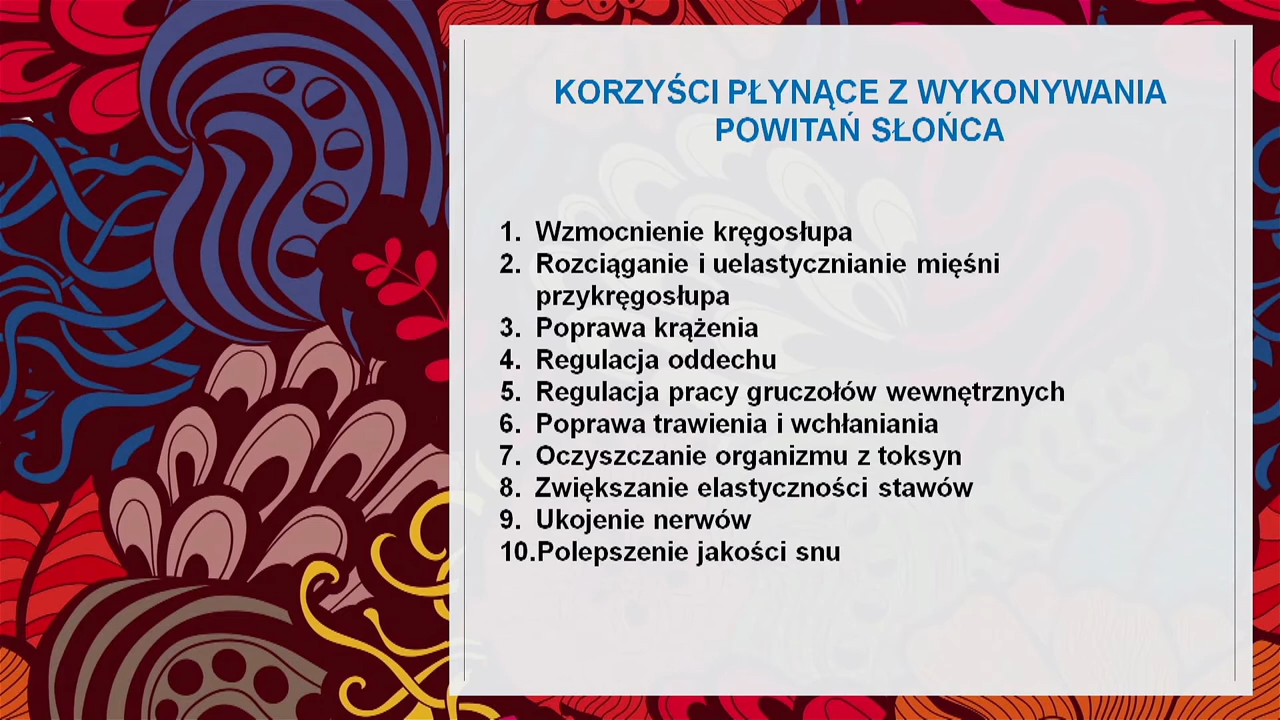 KORZYŚCI PŁYNĄCE Z WYKONYWANIA
POWITAŃ SŁOŃCA
1. Wzmocnienie kręgosłupa
2. Rozciąganie i uelastycznianie mięśni
przykręgosłupa
3. Poprawa krążenia
4. Regulacja oddechu
5. Regulacja pracy gruczołów wewnętrznych
6. Poprawa trawienia i wchłaniania
7. Oczyszczanie organizmu z toksyn
8. Zwiększanie elastyczności stawów
9. Ukojenie nerwów
10.Polepszenie jakości snu